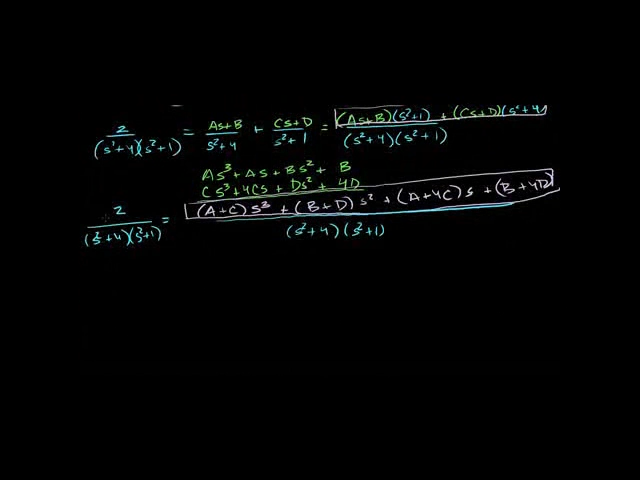 2/((s²+4)(s²+1)) = (As+B)/(s²+4) + (Cs+D)/(s²+1) = ((As+B)(s²+1) + (Cs+D)(s²+4))/((s²+4)(s²+1))
As³ + As + Bs² + B
Cs³ + 4Cs + Ds² + 4D
2/((s²+4)(s²+1)) = ((A+C)s³ + (B+D)s² + (A+4C)s + (B+4D))/((s²+4)(s²+1))